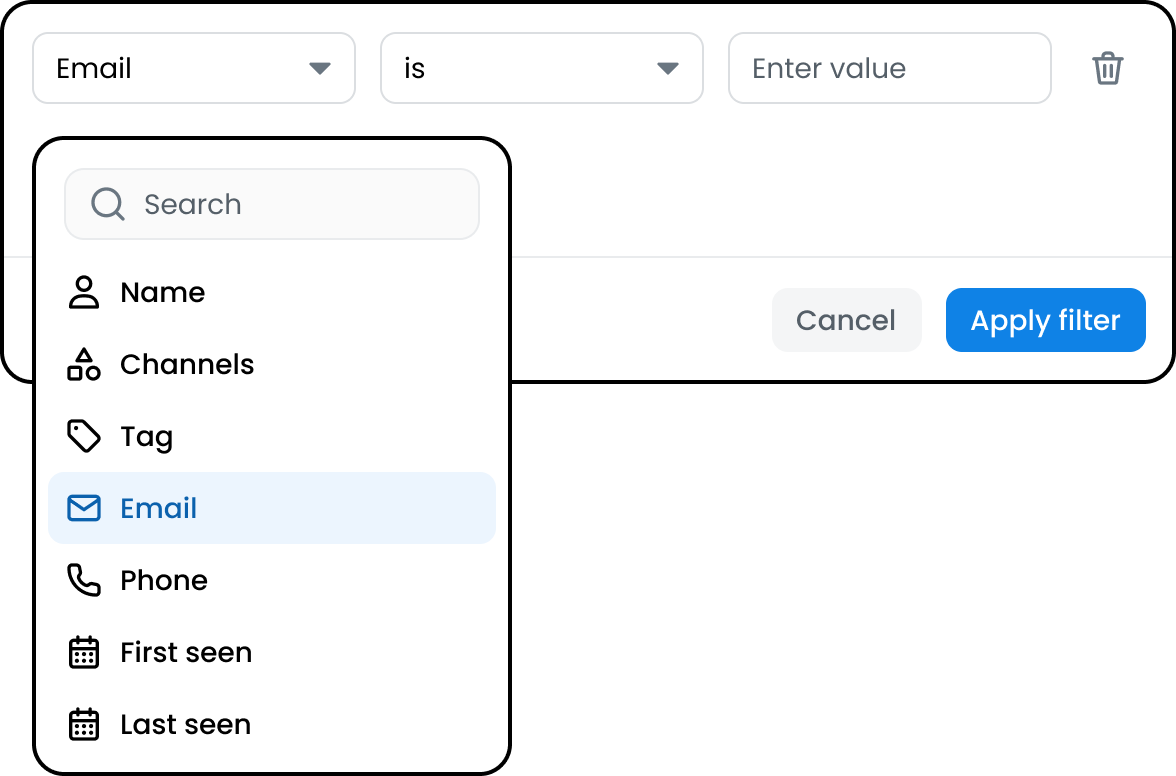 Email is Enter value
Search
Name
Channels
Tag
Email
Phone
First seen
Last seen
Cancel Apply filter